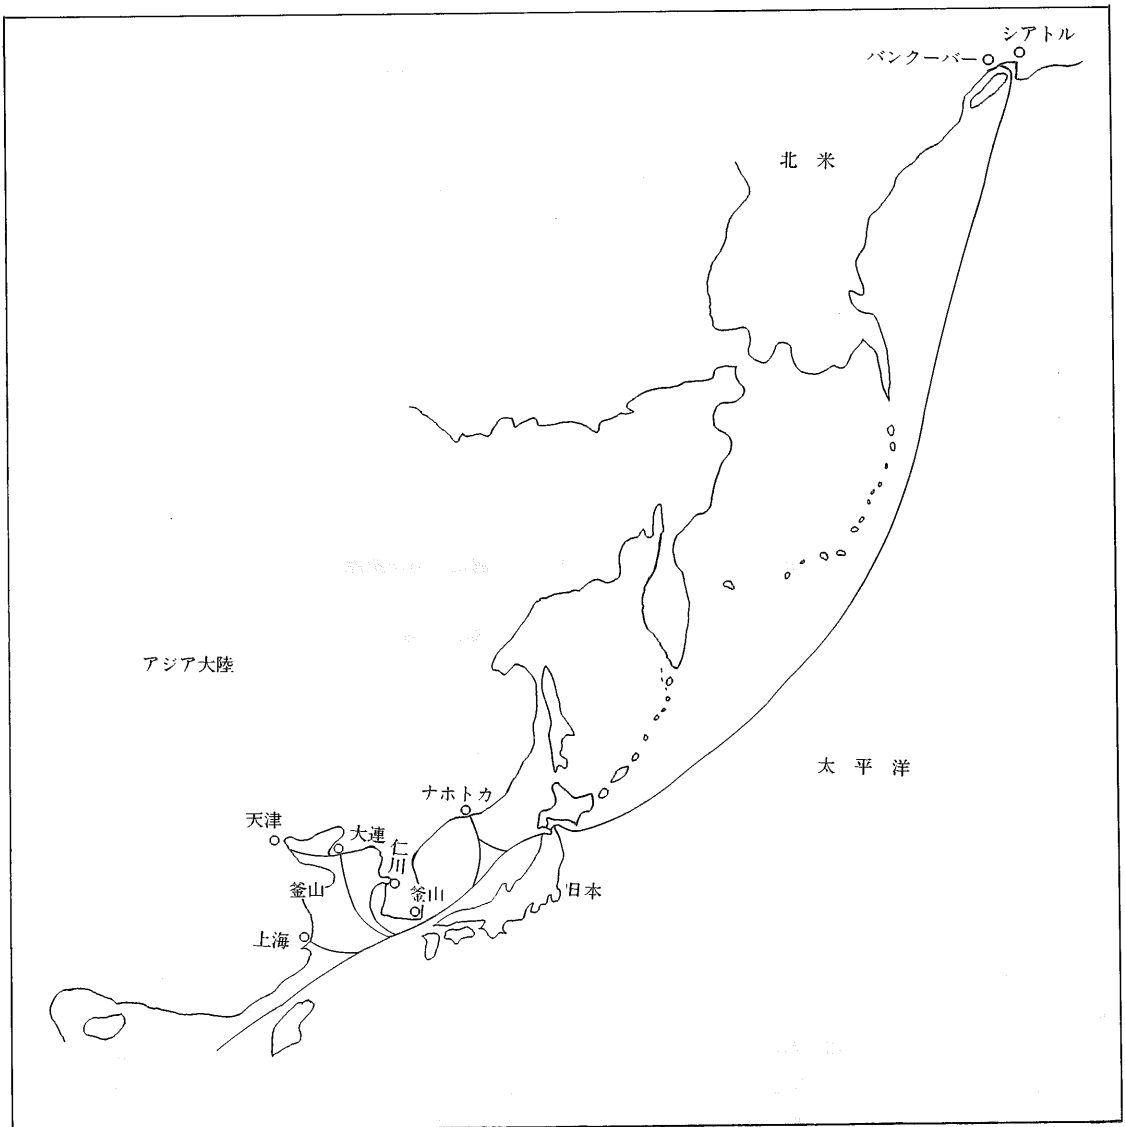 シアトル
バンクーバー
北米
アジア大陸
太平洋
ナホトカ
天津
大連
仁川
釜山
釜山
日本
上海